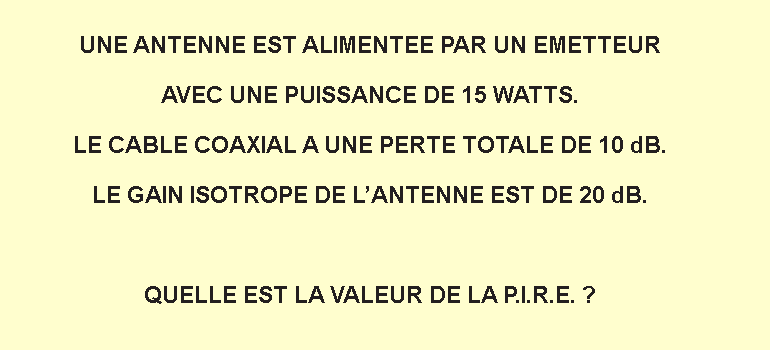 UNE ANTENNE EST ALIMENTEE PAR UN EMETTEUR
AVEC UNE PUISSANCE DE 15 WATTS.
LE CABLE COAXIAL A UNE PERTE TOTALE DE 10 dB.
LE GAIN ISOTROPE DE L’ANTENNE EST DE 20 dB.
QUELLE EST LA VALEUR DE LA P.I.R.E. ?